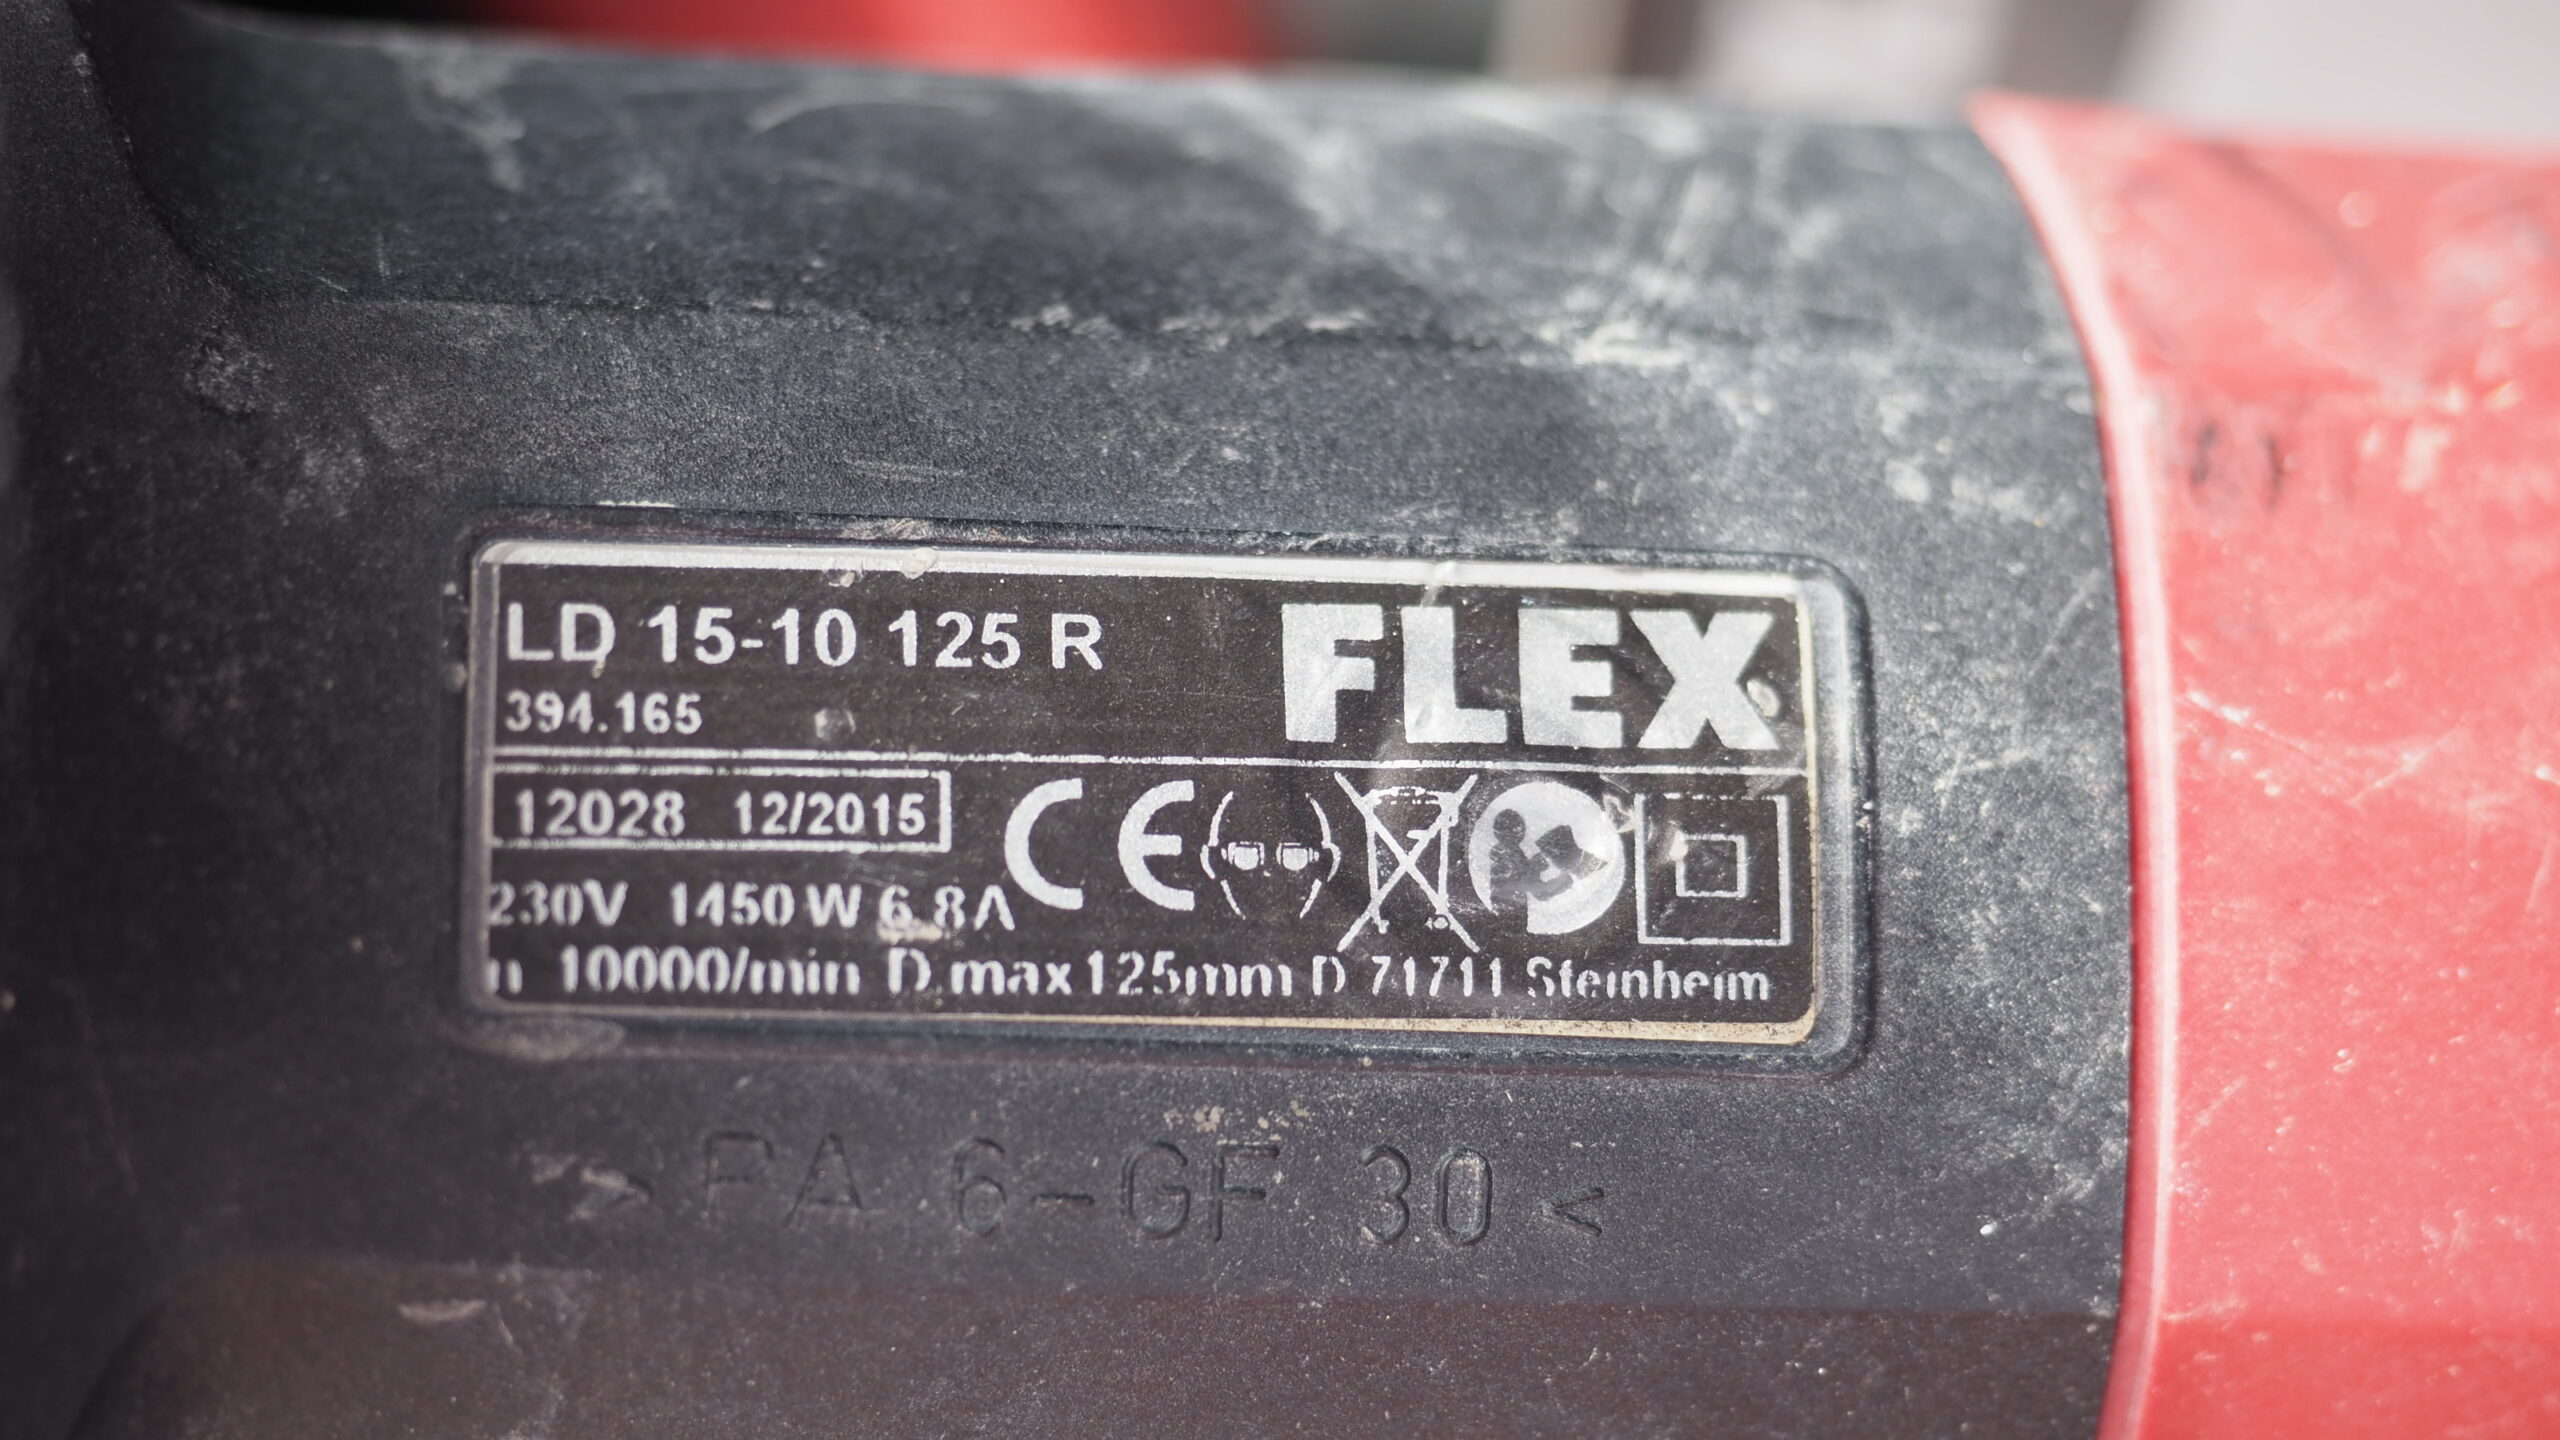 LD 15-10 125 R
FLEX
394.165
12028 12/2015
CE
230V 1450 W 6.8A
n 10000/min D.max 125mm D 71711 Steinheim
> PA 6-GF 30 <